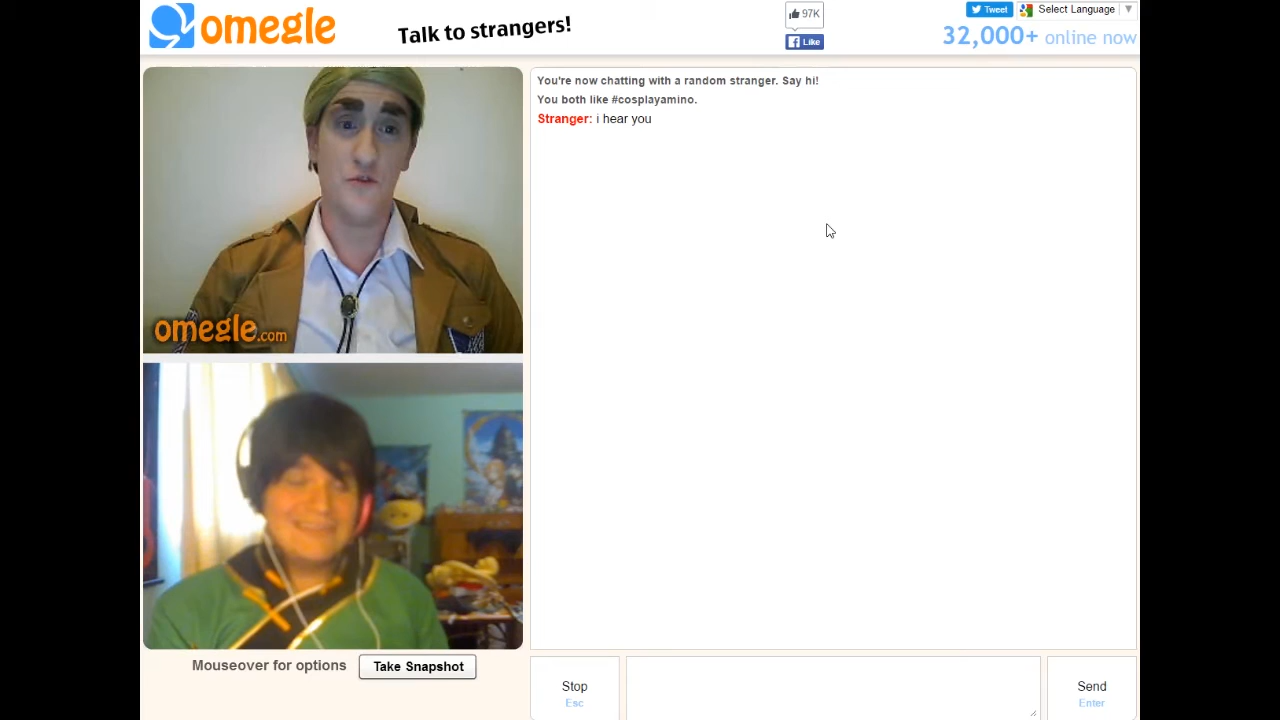 omegle
Talk to strangers!
97K
Like
Tweet
Select Language
32,000+ online now
You're now chatting with a random stranger. Say hi!
You both like #cosplayamino.
Stranger: i hear you
omegle.com
Mouseover for options
Take Snapshot
Stop
Esc
Send
Enter